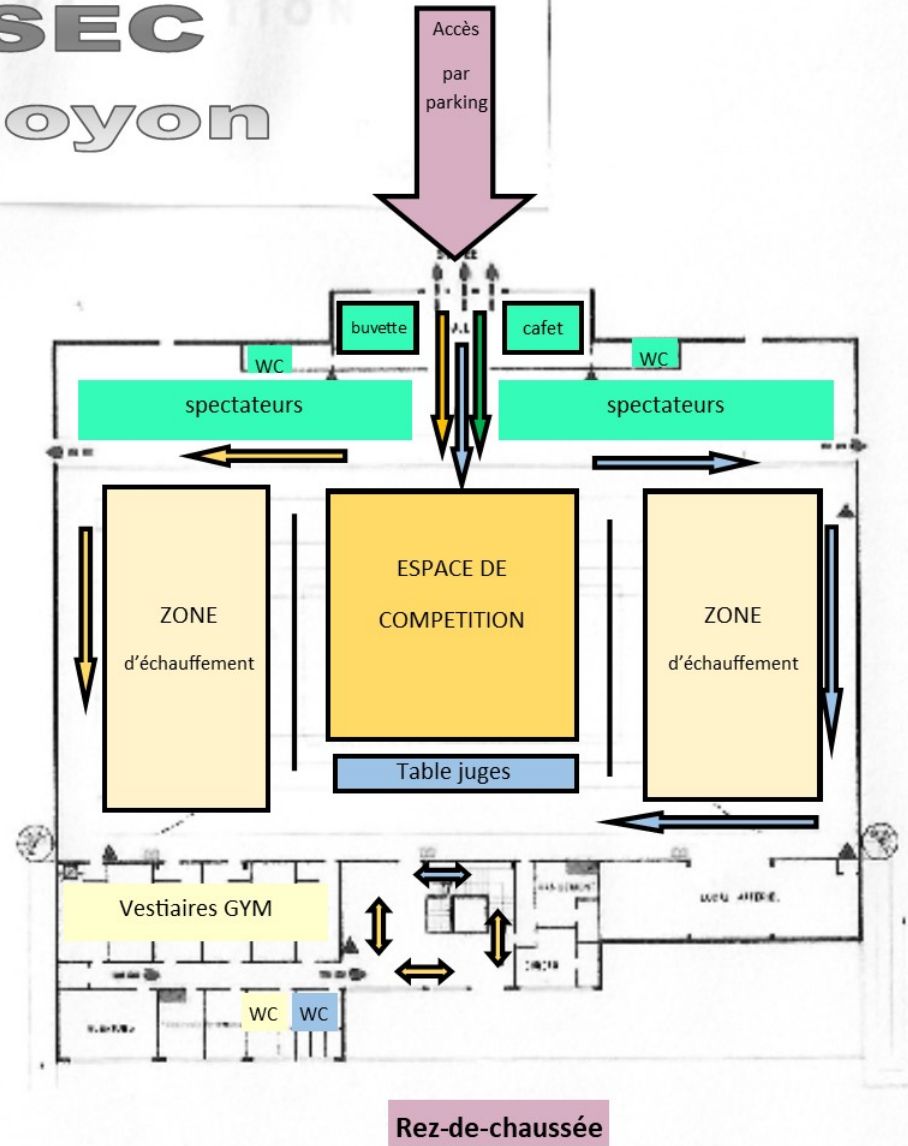 SEC
oyon
Accès
par
parking
buvette
cafet
WC
WC
spectateurs
spectateurs
ESPACE DE
COMPETITION
ZONE
d'échauffement
ZONE
d'échauffement
Table juges
Vestiaires GYM
WC
WC
Rez-de-chaussée